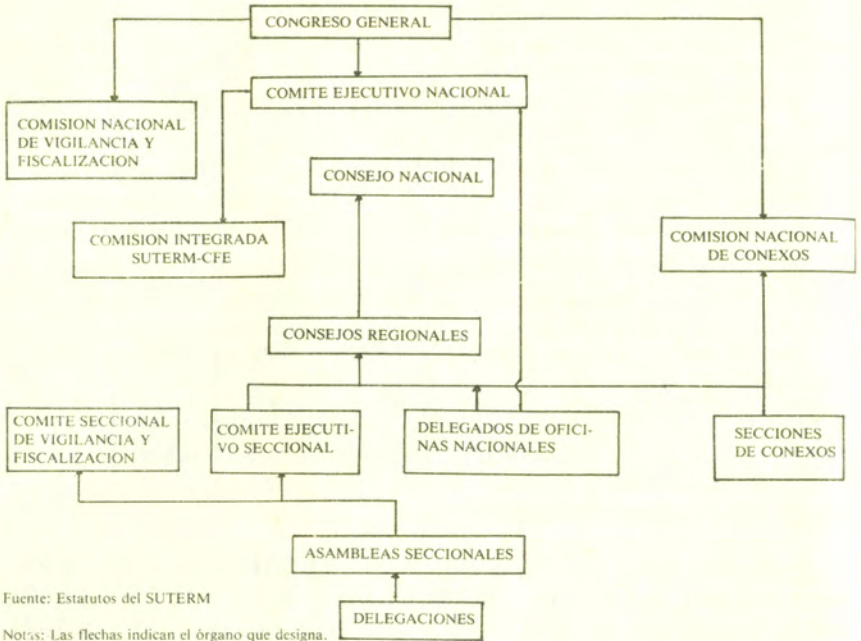 CONGRESO GENERAL
COMITE EJECUTIVO NACIONAL
COMISION NACIONAL
DE VIGILANCIA Y
FISCALIZACION
CONSEJO NACIONAL
COMISION INTEGRADA
SUTERM-CFE
COMISION NACIONAL
DE CONEXOS
CONSEJOS REGIONALES
COMITE SECCIONAL
DE VIGILANCIA Y
FISCALIZACION
COMITE EJECUTI-
VO SECCIONAL
DELEGADOS DE OFICI-
NAS NACIONALES
SECCIONES
DE CONEXOS
ASAMBLEAS SECCIONALES
DELEGACIONES
Fuente: Estatutos del SUTERM
Notas: Las flechas indican el órgano que designa.